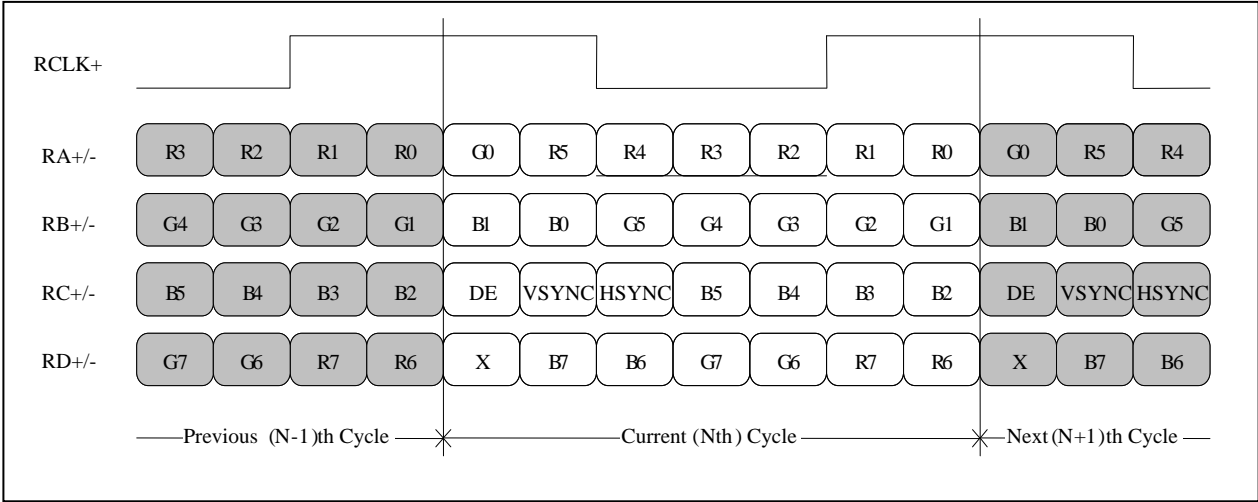 RCLK+
RA+/- R3 R2 R1 R0 G0 R5 R4 R3 R2 R1 R0 G0 R5 R4
RB+/- G4 G3 G2 G1 B1 B0 G5 G4 G3 G2 G1 B1 B0 G5
RC+/- B5 B4 B3 B2 DE VSYNC HSYNC B5 B4 B3 B2 DE VSYNC HSYNC
RD+/- G7 G6 R7 R6 X B7 B6 G7 G6 R7 R6 X B7 B6
Previous (N-1)th Cycle Current (Nth) Cycle Next (N+1)th Cycle